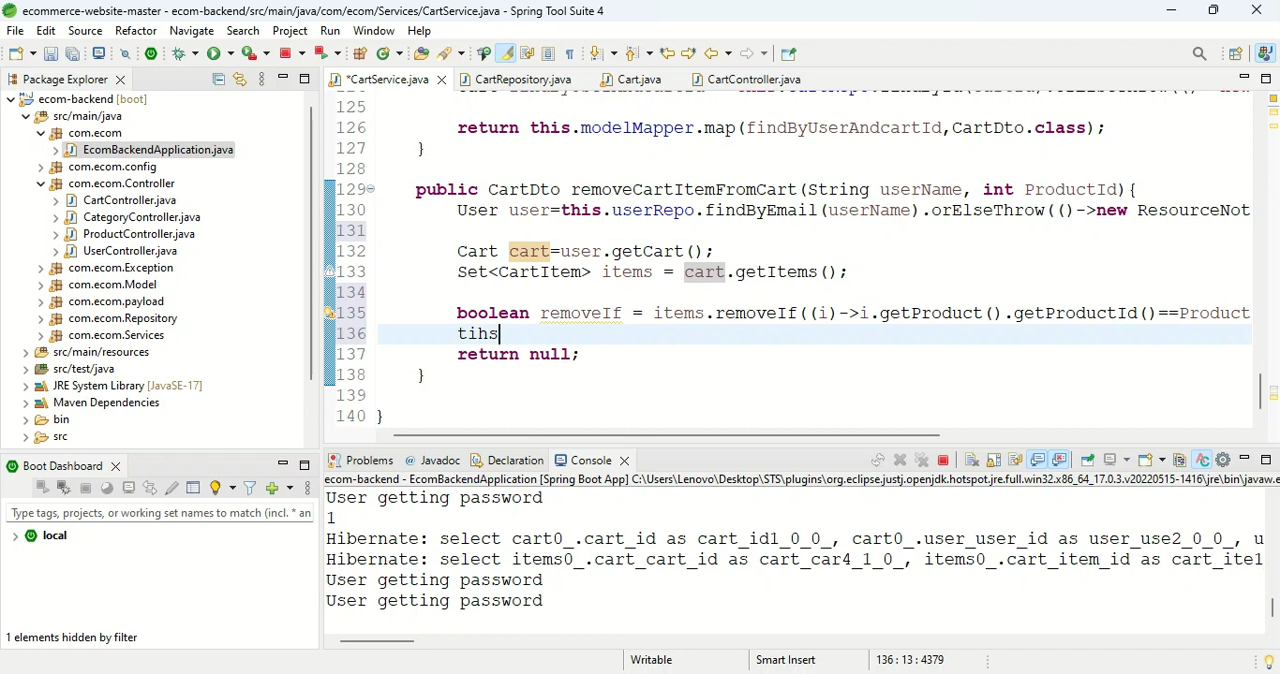 ecommerce-website-master - ecom-backend/src/main/java/com/ecom/Services/CartService.java - Spring Tool Suite 4
File Edit Source Refactor Navigate Search Project Run Window Help
Package Explorer
*CartService.java CartRepository.java Cart.java CartController.java
ecom-backend [boot]
src/main/java
com.ecom
EcomBackendApplication.java
com.ecom.config
com.ecom.Controller
CartController.java
CategoryController.java
ProductController.java
UserController.java
com.ecom.Exception
com.ecom.Model
com.ecom.payload
com.ecom.Repository
com.ecom.Services
src/main/resources
src/test/java
JRE System Library [JavaSE-17]
Maven Dependencies
bin
src
125
126 return this.modelMapper.map(findByUserAndcartId,CartDto.class);
127 }
128
129 public CartDto removeCartItemFromCart(String userName, int ProductId){
130 User user=this.userRepo.findByEmail(userName).orElseThrow(()->new ResourceNot
131
132 Cart cart=user.getCart();
133 Set<CartItem> items = cart.getItems();
134
135 boolean removeIf = items.removeIf((i)->i.getProduct().getProductId()==Product
136 tihs
137 return null;
138 }
139
140 }
Boot Dashboard
Type tags, projects, or working set names to match (incl. * an
local
1 elements hidden by filter
Problems Javadoc Declaration Console
ecom-backend - EcomBackendApplication [Spring Boot App] C:\Users\Lenovo\Desktop\STS\plugins\org.eclipse.justj.openjdk.hotspot.jre.full.win32.x86_64_17.0.3.v20220515-1416\jre\bin\javaw.e
User getting password
1
Hibernate: select cart0_.cart_id as cart_id1_0_0_, cart0_.user_user_id as user_use2_0_0_, u
Hibernate: select items0_.cart_cart_id as cart_car4_1_0_, items0_.cart_item_id as cart_ite1
User getting password
User getting password
Writable Smart Insert 136 : 13 : 4379